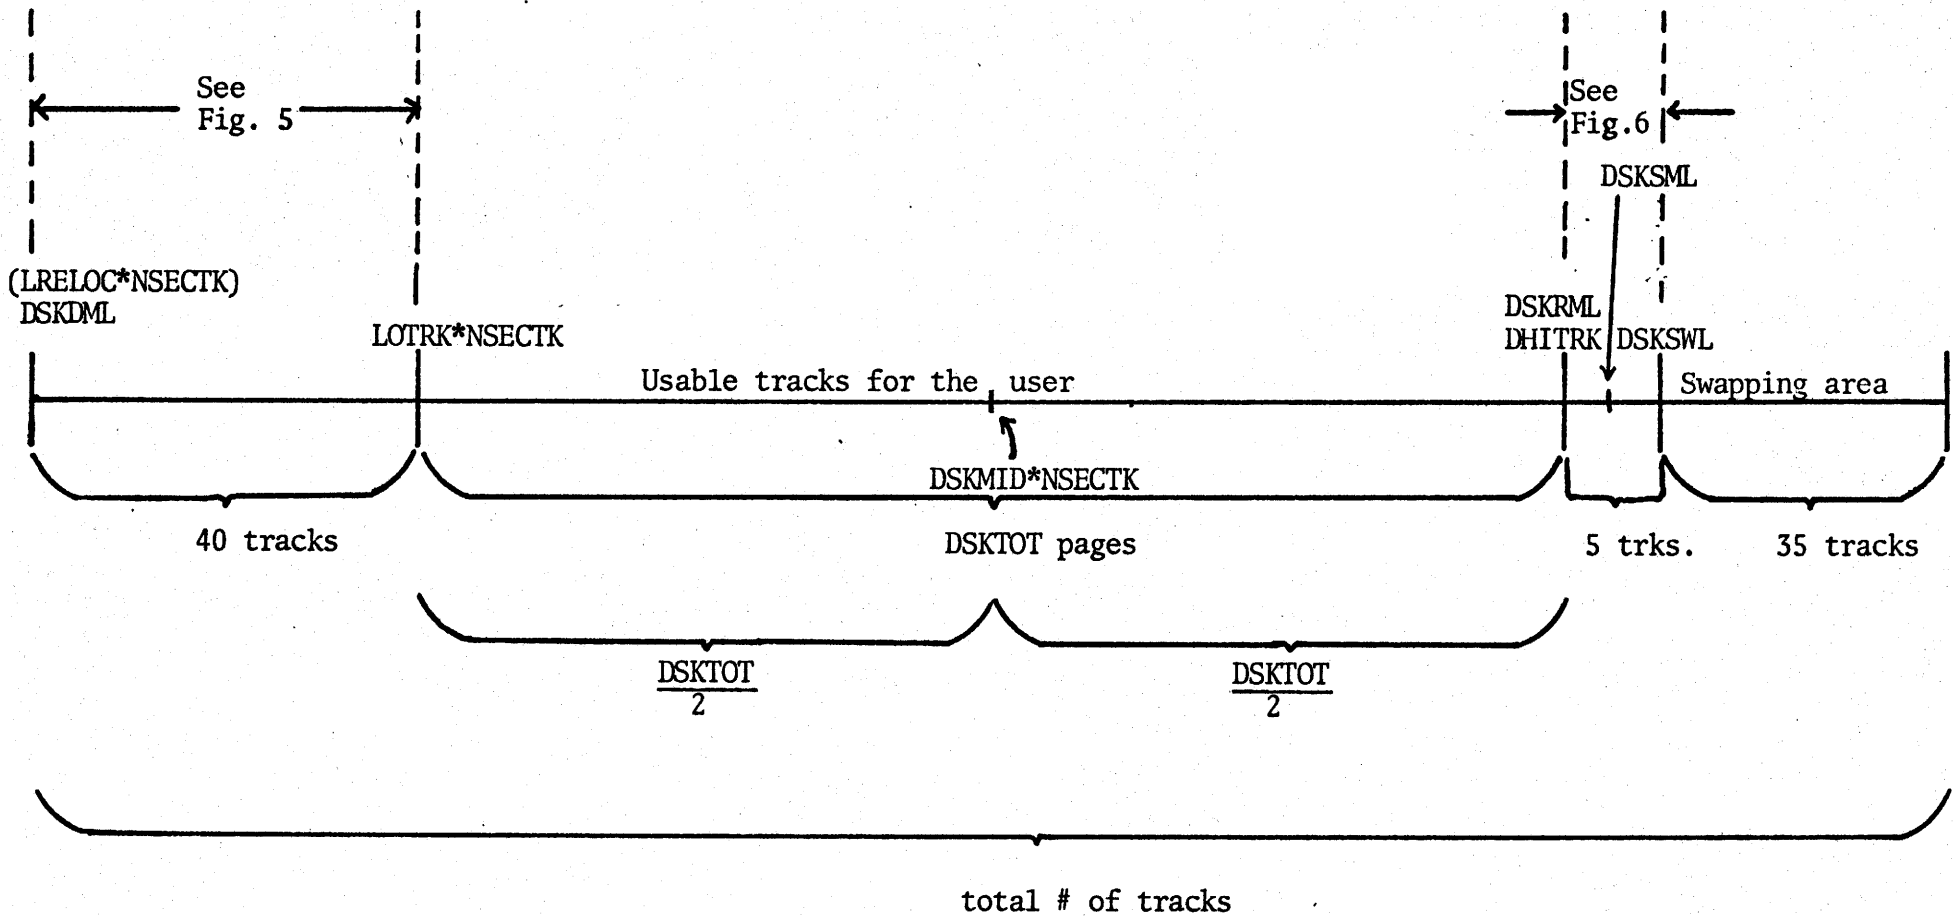 See
Fig. 5
See
Fig.6
DSKSML
(LRELOC*NSECTK)
DSKDML
LOTRK*NSECTK
DSKRML
DHITRK
DSKSWL
Usable tracks for the user
Swapping area
DSKMID*NSECTK
40 tracks
DSKTOT pages
5 trks.
35 tracks
DSKTOT
2
DSKTOT
2
total # of tracks